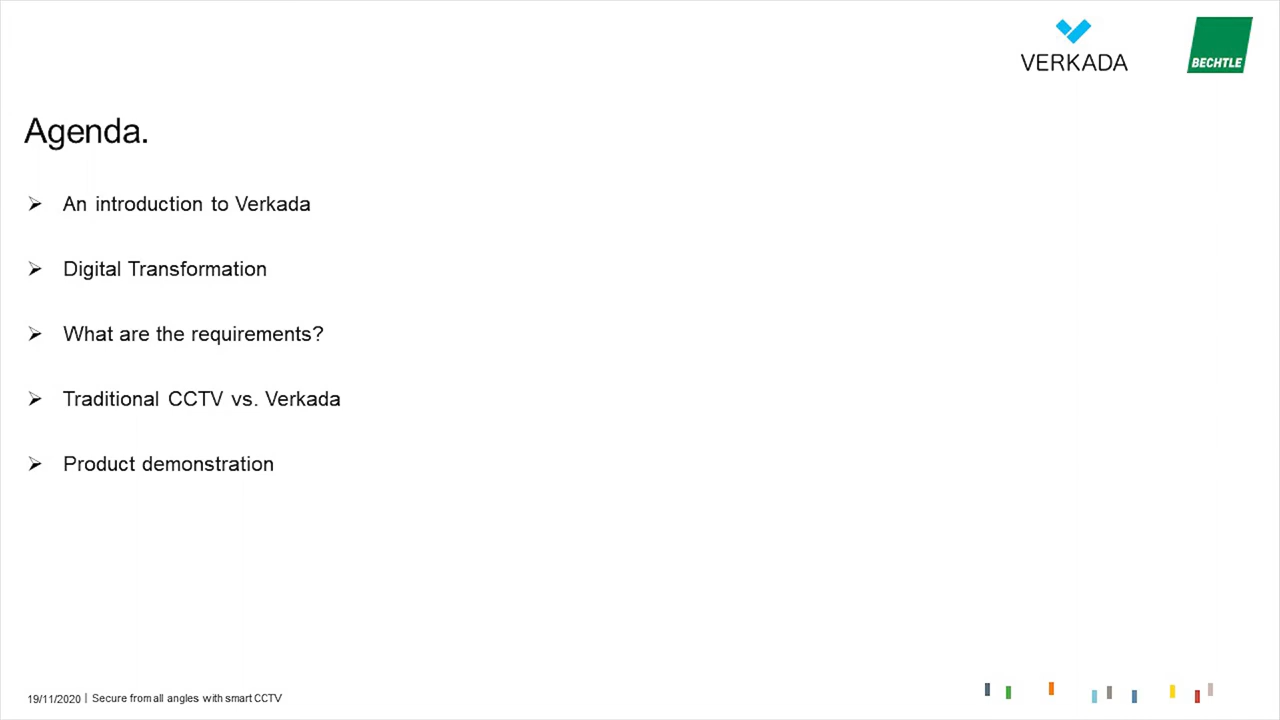 VERKADA
BECHTLE
Agenda.
➢ An introduction to Verkada
➢ Digital Transformation
➢ What are the requirements?
➢ Traditional CCTV vs. Verkada
➢ Product demonstration
19/11/2020 | Secure from all angles with smart CCTV